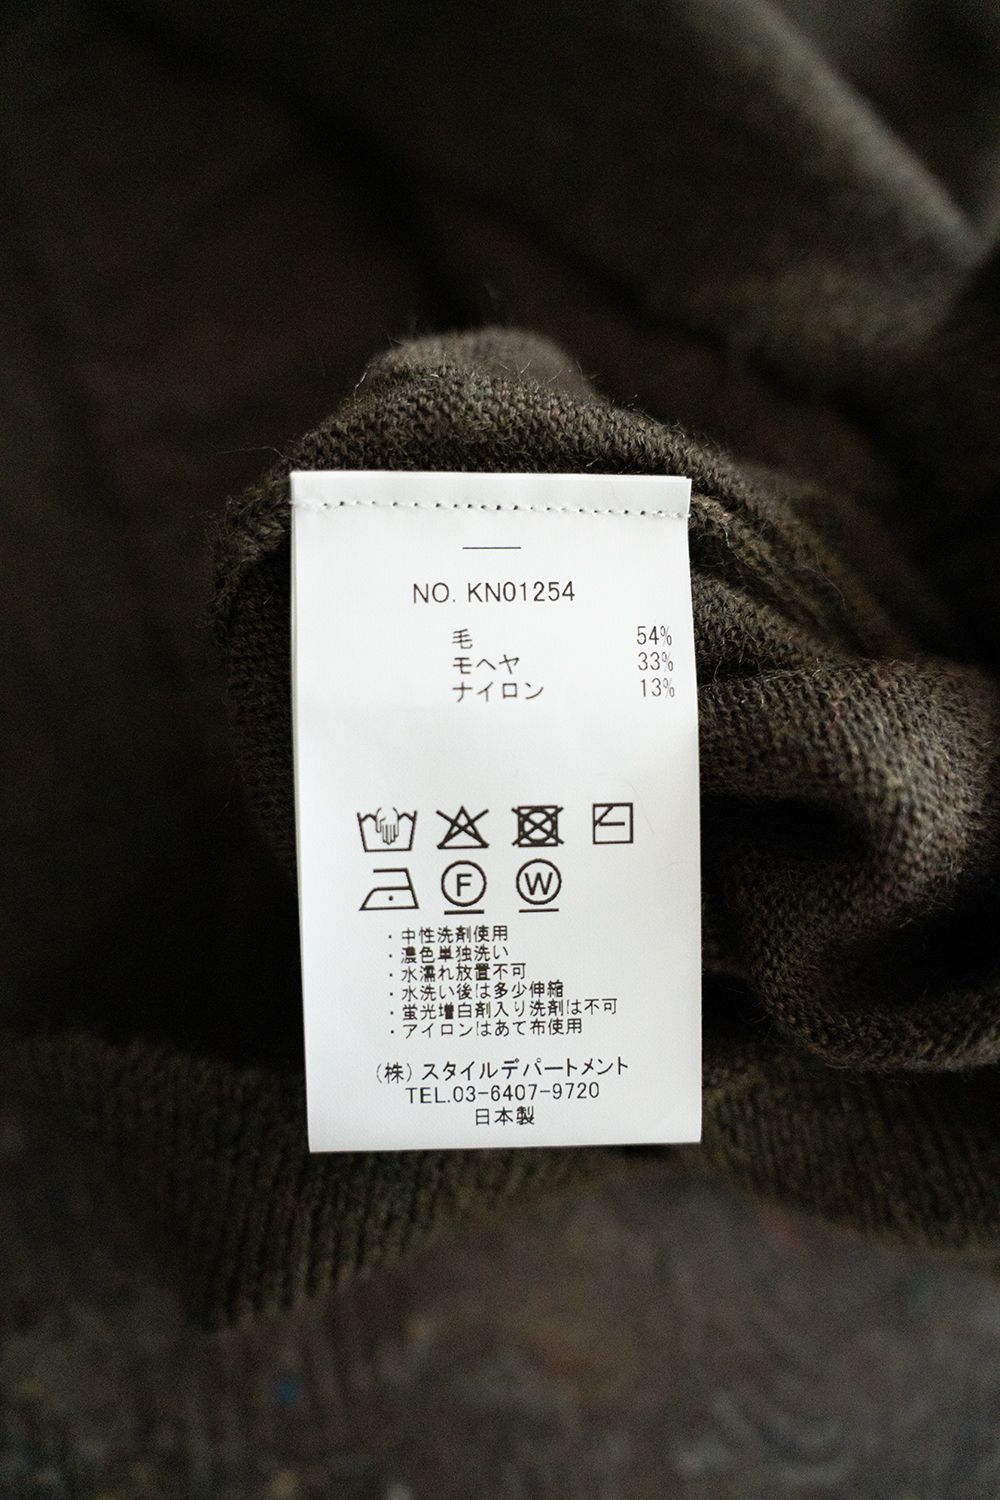 NO. KN01254
毛 54%
モヘヤ 33%
ナイロン 13%
F W
・中性洗剤使用
・濃色単独洗い
・水濡れ放置不可
・水洗い後は多少伸縮
・蛍光増白剤入り洗剤は不可
・アイロンはあて布使用
(株)スタイルデパートメント
TEL.03-6407-9720
日本製